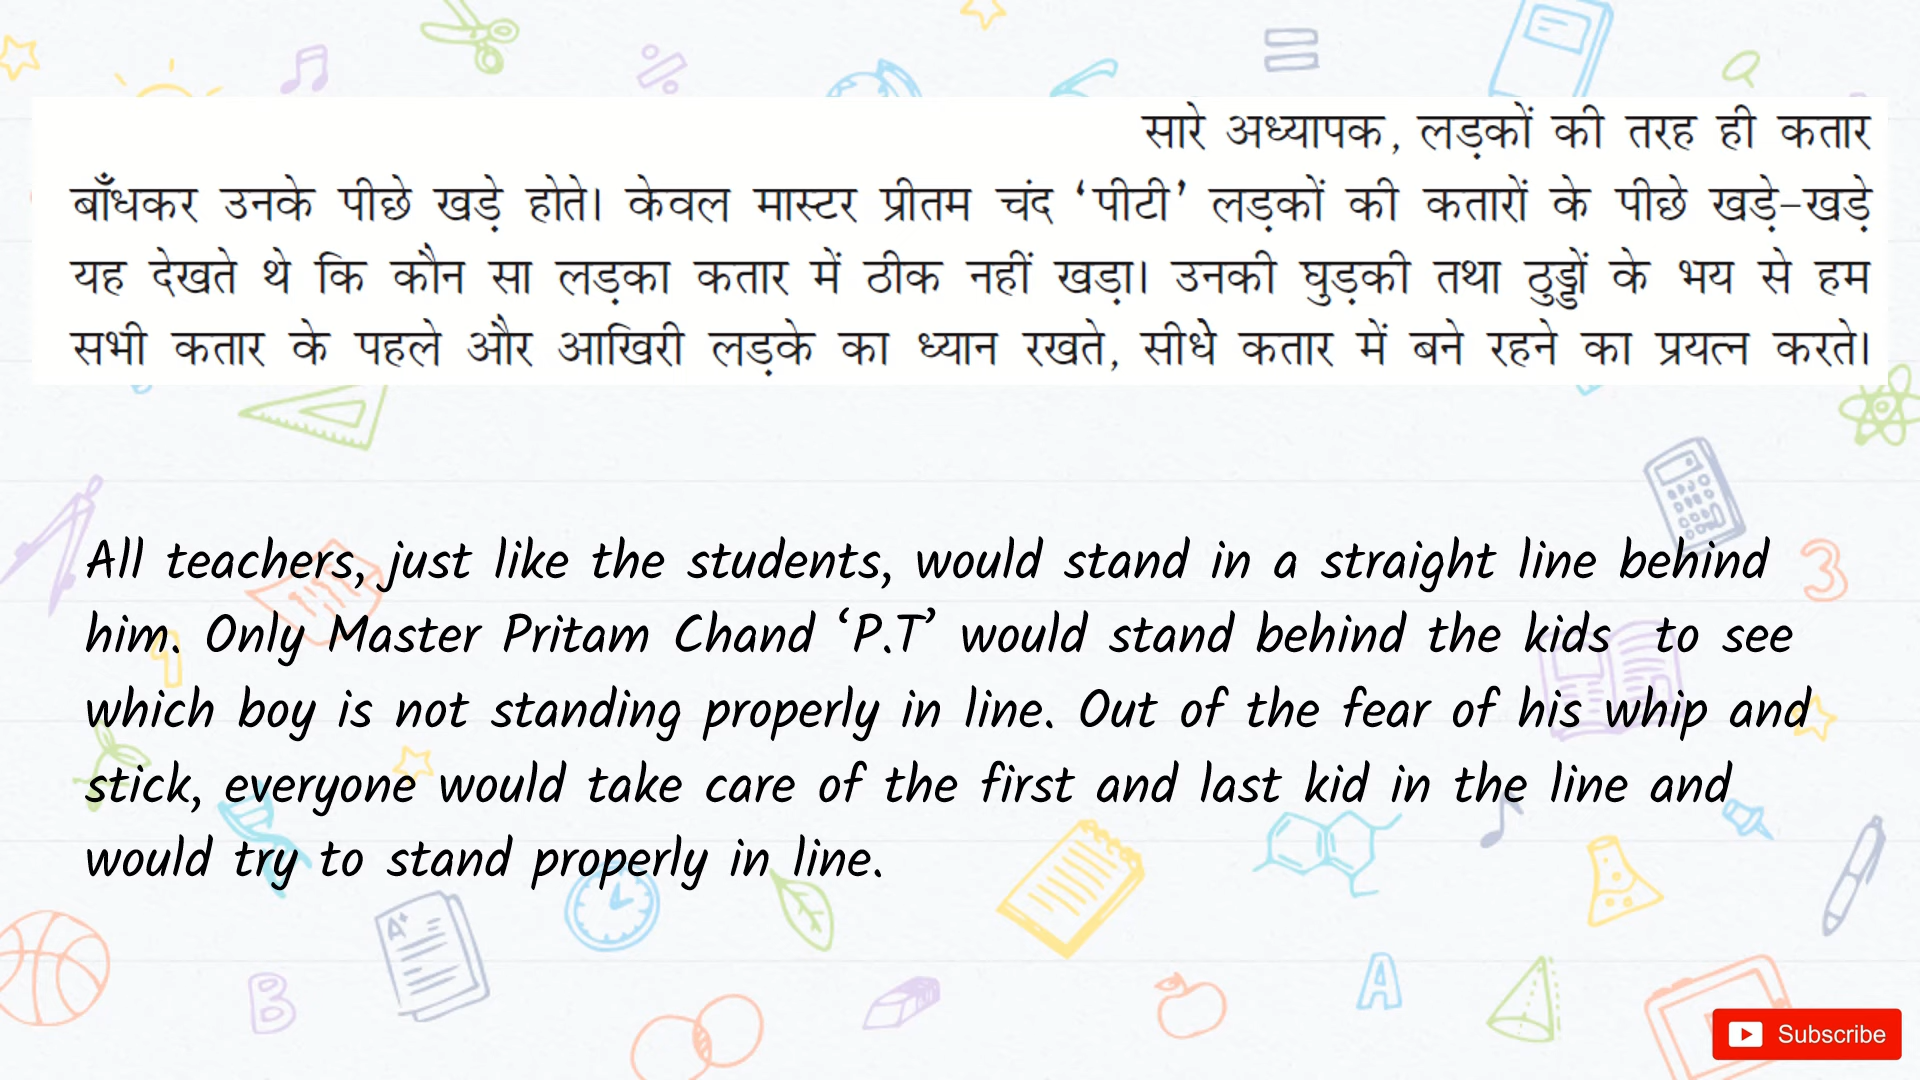 सारे अध्यापक, लड़कों की तरह ही कतार
बाँधकर उनके पीछे खड़े होते। केवल मास्टर प्रीतम चंद ‘पीटी’ लड़कों की कतारों के पीछे खड़े-खड़े
यह देखते थे कि कौन सा लड़का कतार में ठीक नहीं खड़ा। उनकी घुड़की तथा ठुड्डों के भय से हम
सभी कतार के पहले और आखिरी लड़के का ध्यान रखते, सीधे कतार में बने रहने का प्रयत्न करते।
All teachers, just like the students, would stand in a straight line behind
him. Only Master Pritam Chand ‘P.T’ would stand behind the kids to see
which boy is not standing properly in line. Out of the fear of his whip and
stick, everyone would take care of the first and last kid in the line and
would try to stand properly in line.
3
1
A+
B
A
Subscribe